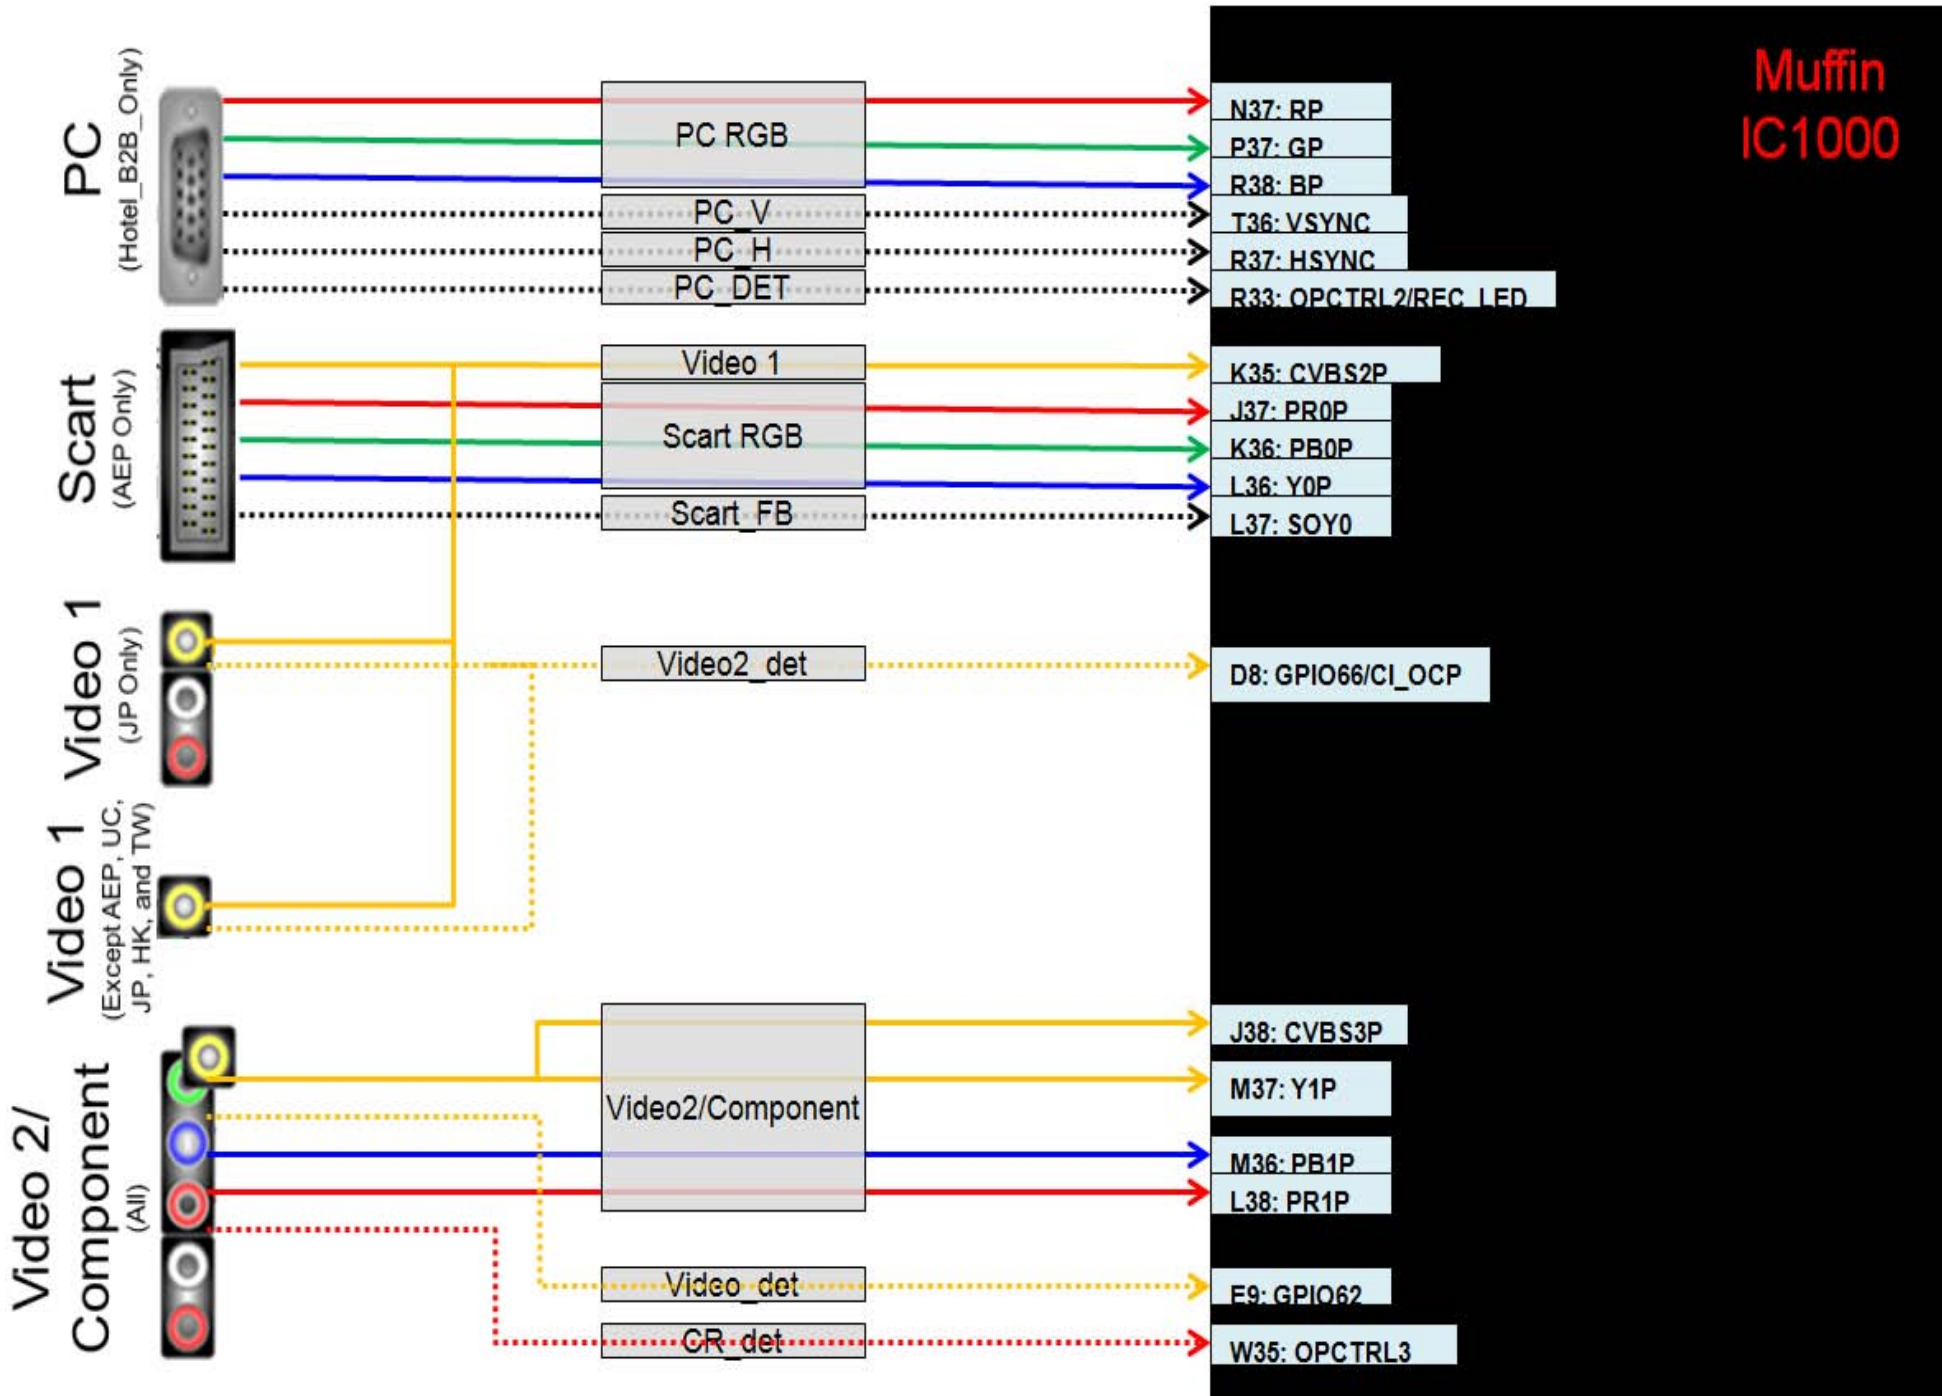 Muffin
IC1000
PC
(Hotel_B2B_Only)
PC RGB
PC_V
PC_H
PC_DET
N37: RP
P37: GP
R38: BP
T36: VSYNC
R37: HSYNC
R33: OPCTRL2/REC_LED
Scart
(AEP Only)
Video 1
Scart RGB
Scart_FB
K35: CVBS2P
J37: PR0P
K36: PB0P
L36: Y0P
L37: SOY0
Video 1
(JP Only)
Video2_det
D8: GPIO66/CI_OCP
Video 1
(Except AEP, UC,
JP, HK, and TW)
Video 2/
Component
(All)
Video2/Component
J38: CVBS3P
M37: Y1P
M36: PB1P
L38: PR1P
Video_det
E9: GPIO62
CR_det
W35: OPCTRL3